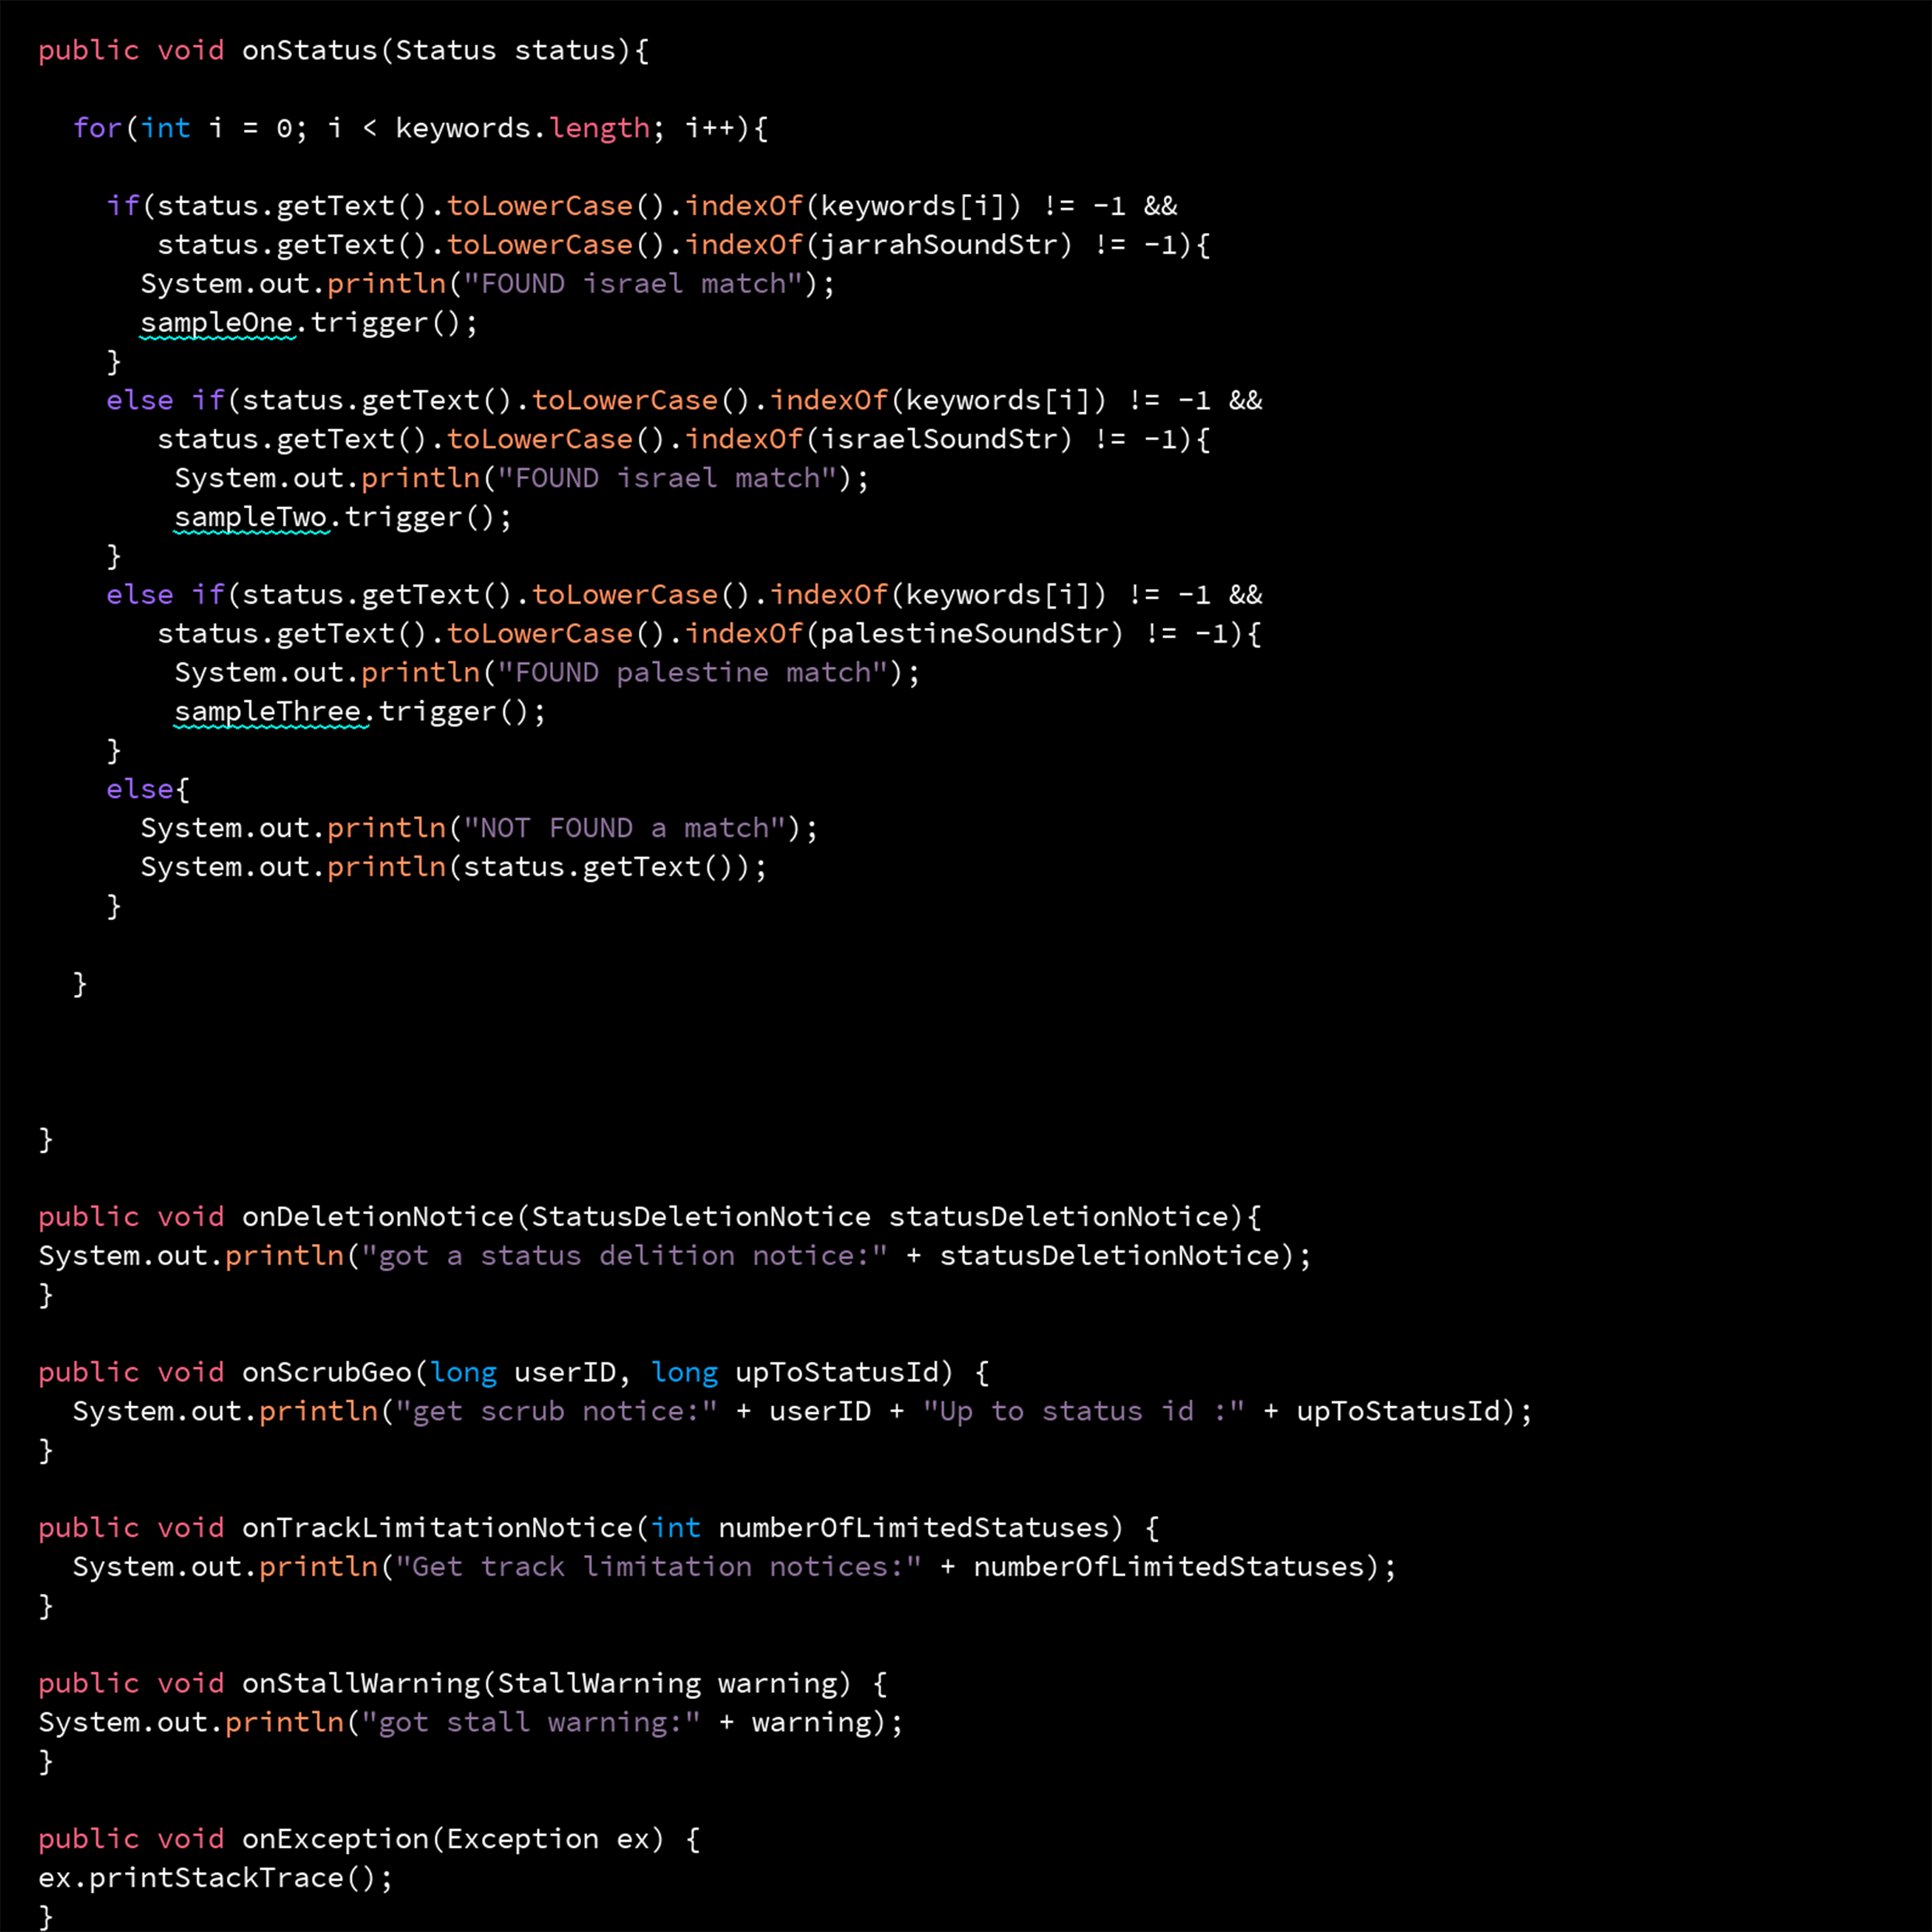 public void onStatus(Status status){
for(int i = 0; i < keywords.length; i++){
if(status.getText().toLowerCase().indexOf(keywords[i]) != -1 &&
status.getText().toLowerCase().indexOf(jarrahSoundStr) != -1){
System.out.println("FOUND israel match");
sampleOne.trigger();
}
else if(status.getText().toLowerCase().indexOf(keywords[i]) != -1 &&
status.getText().toLowerCase().indexOf(israelSoundStr) != -1){
System.out.println("FOUND israel match");
sampleTwo.trigger();
}
else if(status.getText().toLowerCase().indexOf(keywords[i]) != -1 &&
status.getText().toLowerCase().indexOf(palestineSoundStr) != -1){
System.out.println("FOUND palestine match");
sampleThree.trigger();
}
else{
System.out.println("NOT FOUND a match");
System.out.println(status.getText());
}
}
}
public void onDeletionNotice(StatusDeletionNotice statusDeletionNotice){
System.out.println("got a status delition notice:" + statusDeletionNotice);
}
public void onScrubGeo(long userID, long upToStatusId) {
System.out.println("get scrub notice:" + userID + "Up to status id :" + upToStatusId);
}
public void onTrackLimitationNotice(int numberOfLimitedStatuses) {
System.out.println("Get track limitation notices:" + numberOfLimitedStatuses);
}
public void onStallWarning(StallWarning warning) {
System.out.println("got stall warning:" + warning);
}
public void onException(Exception ex) {
ex.printStackTrace();
}